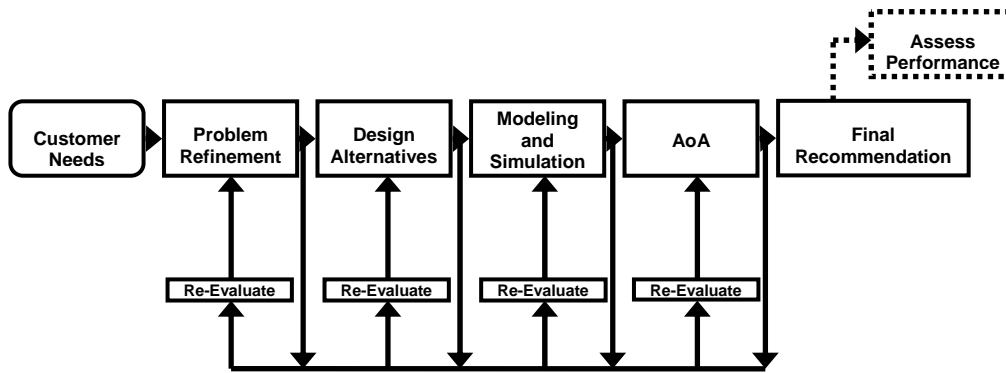 Assess
Performance
Customer
Needs
Problem
Refinement
Design
Alternatives
Modeling
and
Simulation
AoA
Final
Recommendation
Re-Evaluate
Re-Evaluate
Re-Evaluate
Re-Evaluate